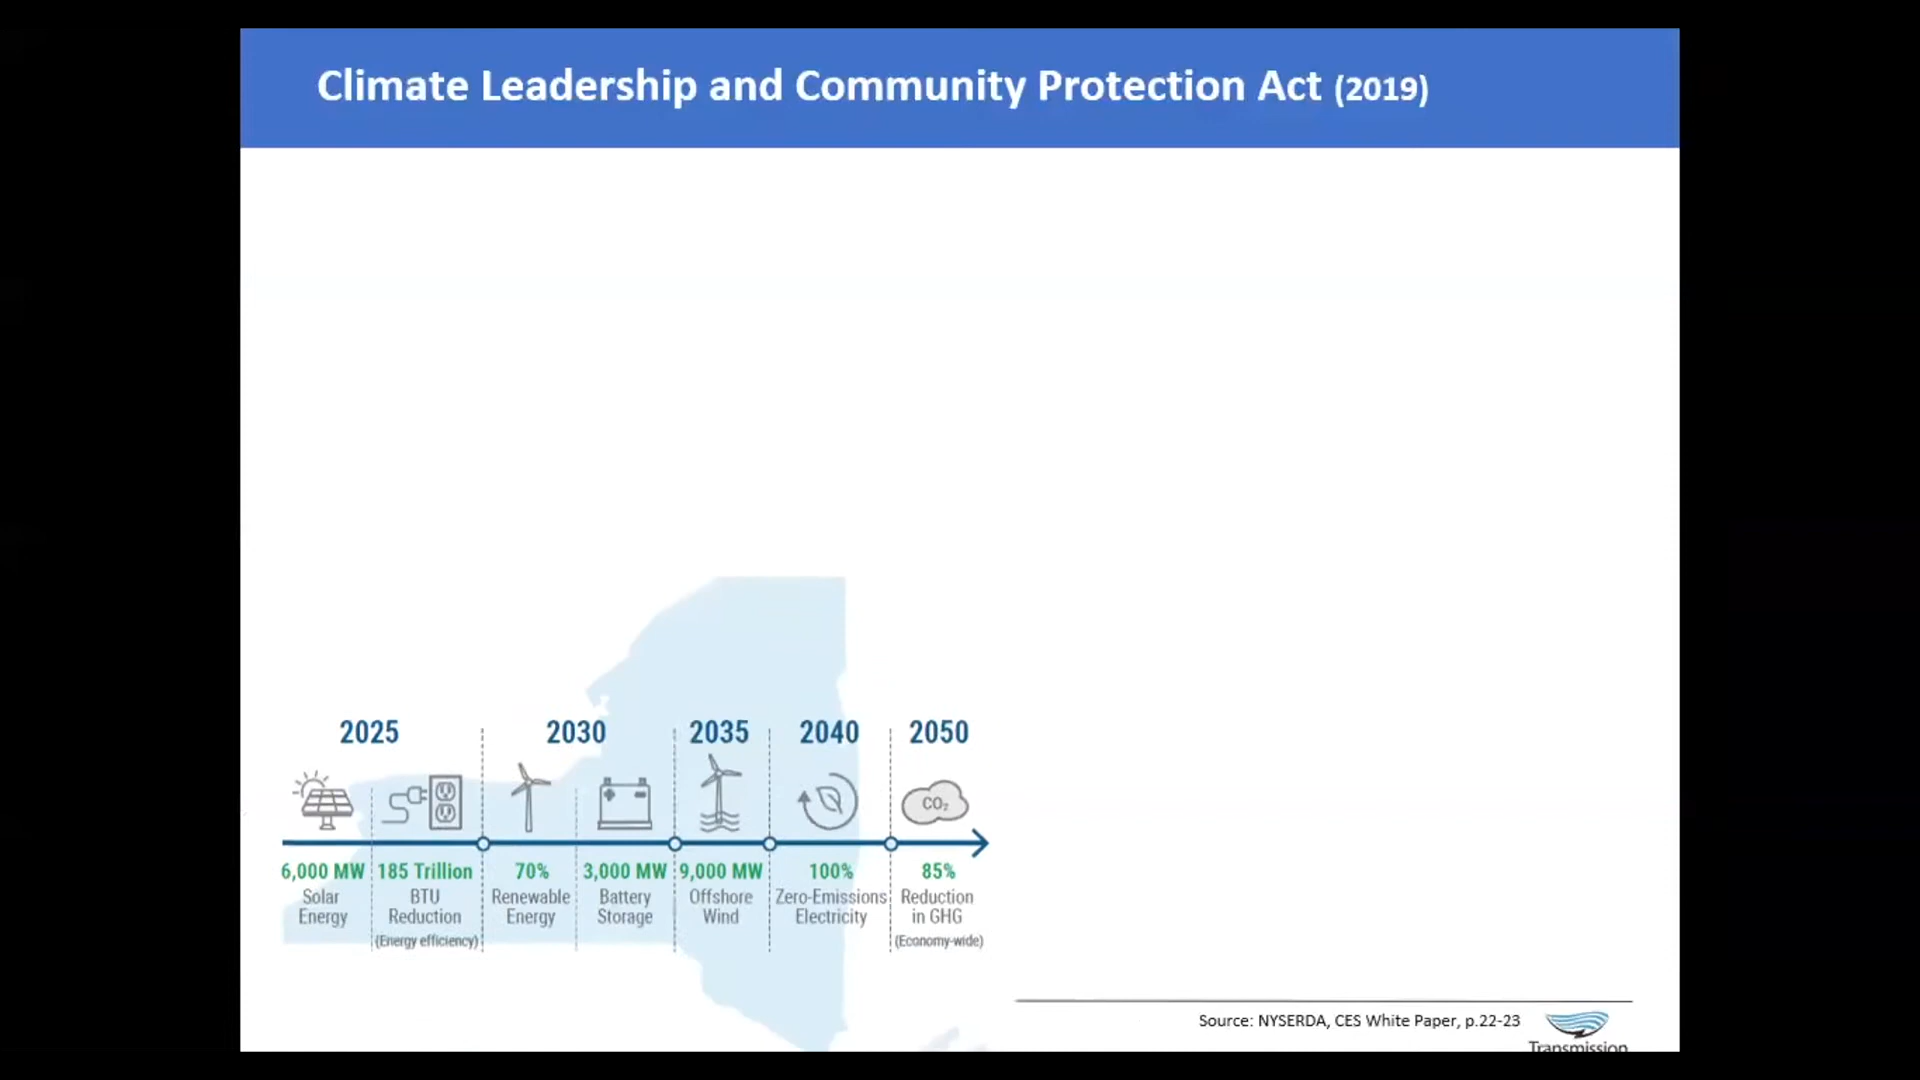 Climate Leadership and Community Protection Act (2019)
2025 2030 2035 2040 2050
CO₂
6,000 MW 185 Trillion 70% 3,000 MW 9,000 MW 100% 85%
Solar BTU Renewable Battery Offshore Zero-Emissions Reduction
Energy Reduction Energy Storage Wind Electricity in GHG
(Energy efficiency) (Economy-wide)
Source: NYSERDA, CES White Paper, p.22-23
Transmission